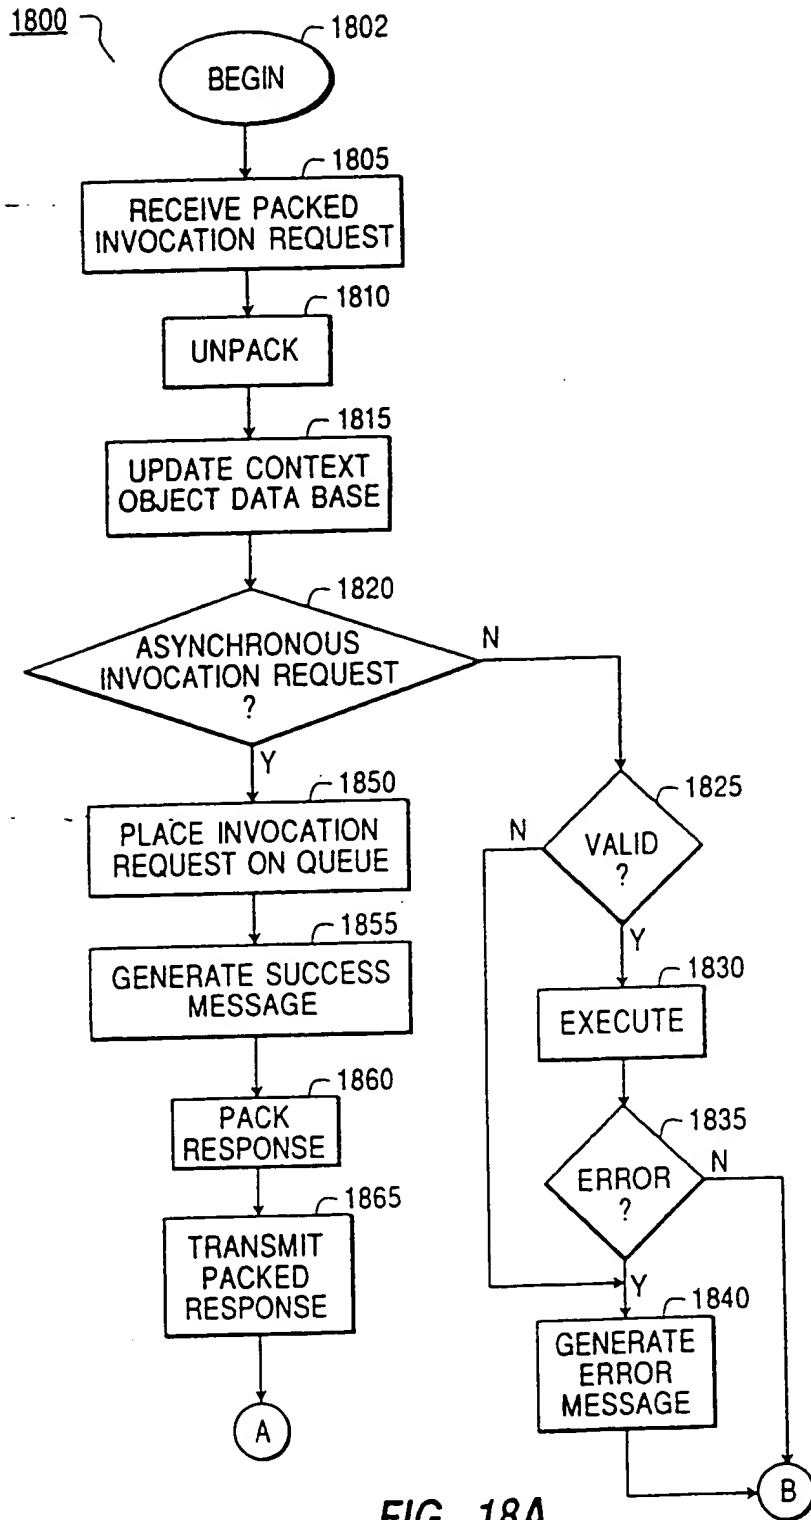 1800
1802
BEGIN
1805
RECEIVE PACKED
INVOCATION REQUEST
1810
UNPACK
1815
UPDATE CONTEXT
OBJECT DATA BASE
1820
ASYNCHRONOUS
INVOCATION REQUEST
?
N
Y
1850
PLACE INVOCATION
REQUEST ON QUEUE
1855
GENERATE SUCCESS
MESSAGE
1860
PACK
RESPONSE
1865
TRANSMIT
PACKED
RESPONSE
A
1825
VALID
?
N
Y
1830
EXECUTE
1835
ERROR
?
N
Y
1840
GENERATE
ERROR
MESSAGE
B
FIG. 18A